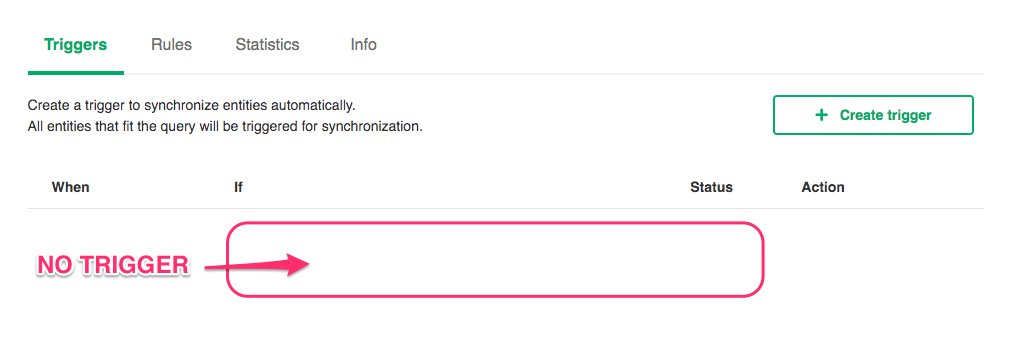 Triggers Rules Statistics Info
Create a trigger to synchronize entities automatically.
All entities that fit the query will be triggered for synchronization.
+ Create trigger
When If Status Action
NO TRIGGER